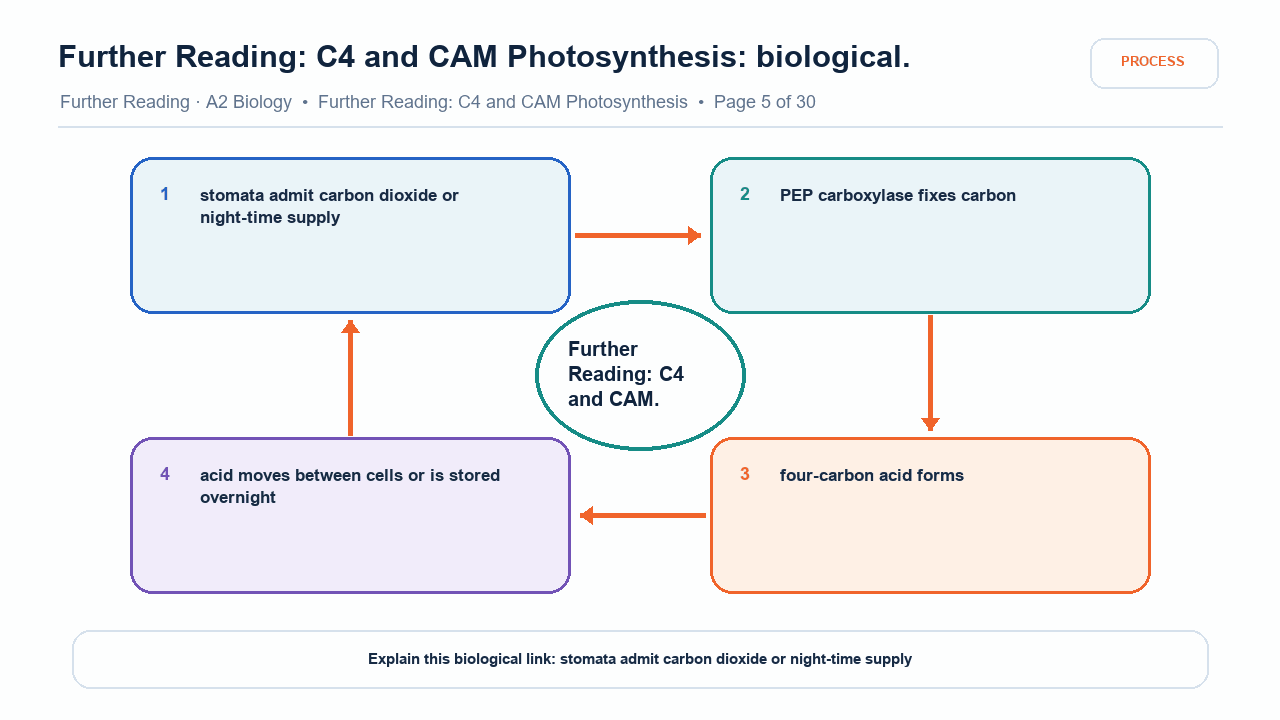 Further Reading: C4 and CAM Photosynthesis: biological.
PROCESS
Further Reading · A2 Biology • Further Reading: C4 and CAM Photosynthesis • Page 5 of 30
1 stomata admit carbon dioxide or
night-time supply
2 PEP carboxylase fixes carbon
Further
Reading: C4
and CAM.
4 acid moves between cells or is stored
overnight
3 four-carbon acid forms
Explain this biological link: stomata admit carbon dioxide or night-time supply